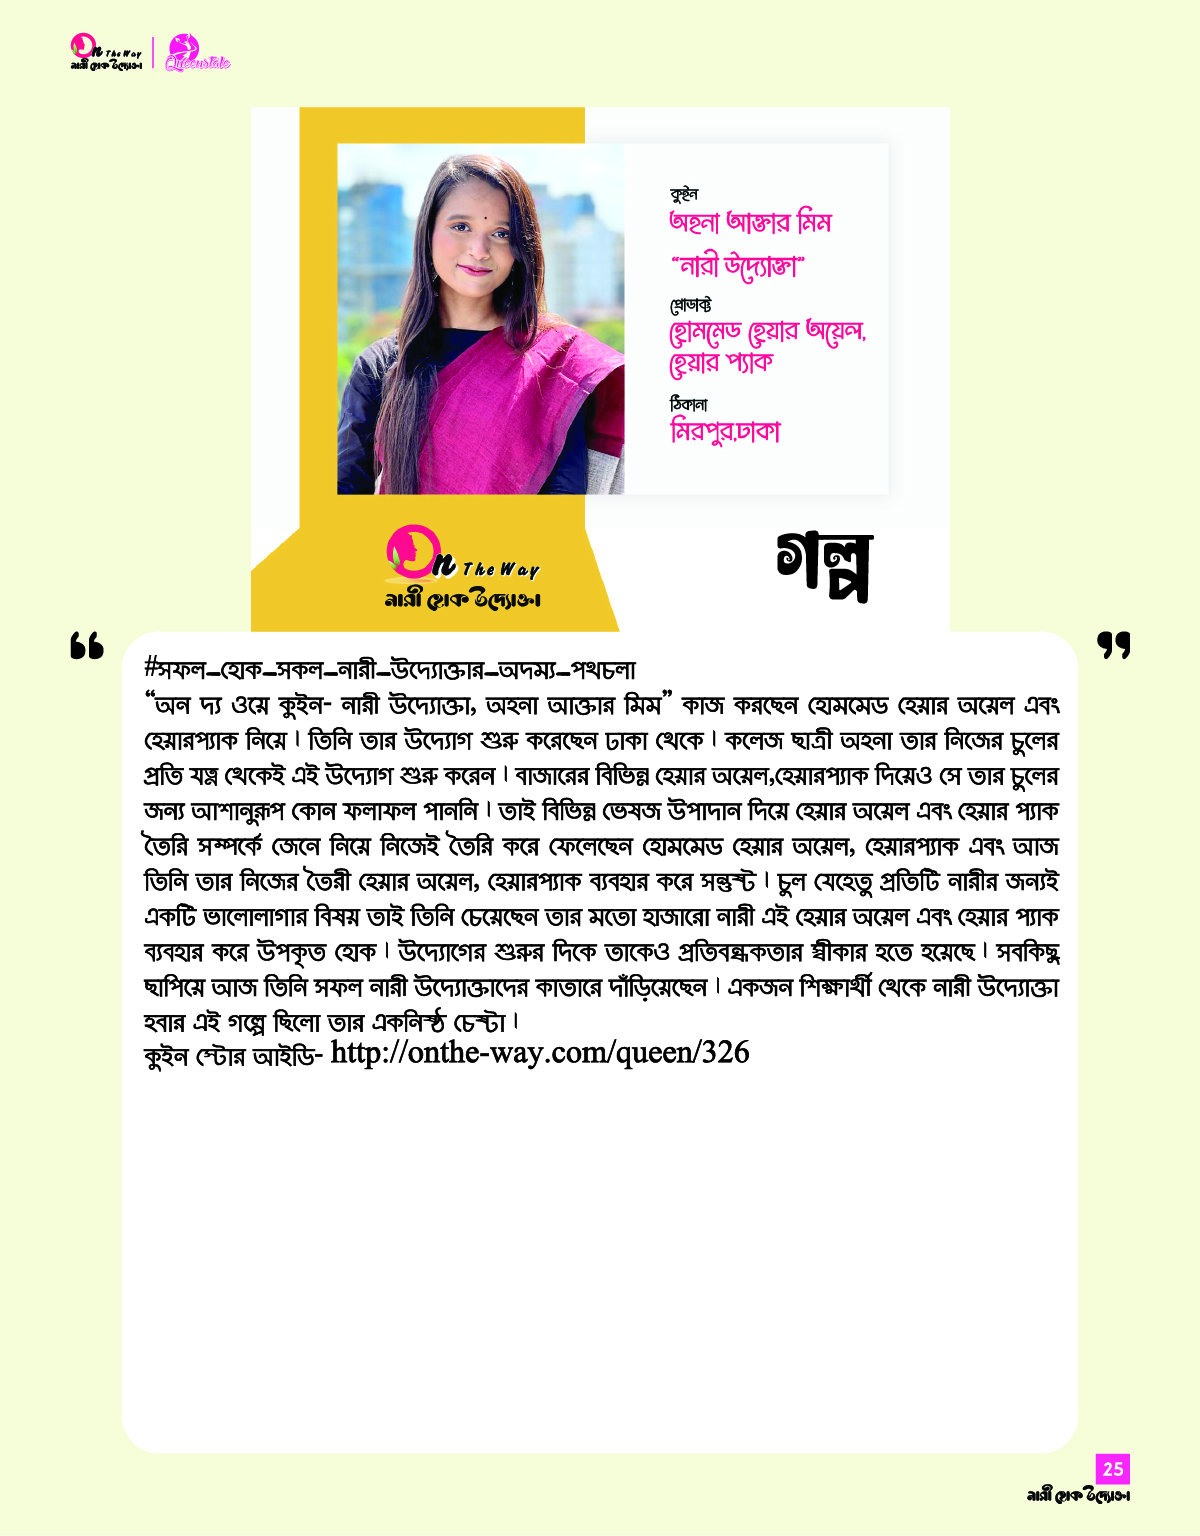 On The Way
নারী হোক উদ্যোক্তা
Queenstale
কুইন
অহনা আক্তার মিম
“নারী উদ্যোক্তা”
প্রোডাক্ট
হোমমেড হেয়ার অয়েল,
হেয়ার প্যাক
ঠিকানা
মিরপুর,ঢাকা
On The Way
নারী হোক উদ্যোক্তা
গল্প
“
”
#সফল_হোক_সকল_নারী_উদ্যোক্তার_অদম্য_পথচলা
“অন দ্য ওয়ে কুইন- নারী উদ্যোক্তা, অহনা আক্তার মিম” কাজ করছেন হোমমেড হেয়ার অয়েল এবং
হেয়ারপ্যাক নিয়ে। তিনি তার উদ্যোগ শুরু করেছেন ঢাকা থেকে। কলেজ ছাত্রী অহনা তার নিজের চুলের
প্রতি যত্ন থেকেই এই উদ্যোগ শুরু করেন। বাজারের বিভিন্ন হেয়ার অয়েল,হেয়ারপ্যাক দিয়েও সে তার চুলের
জন্য আশানুরূপ কোন ফলাফল পাননি। তাই বিভিন্ন ভেষজ উপাদান দিয়ে হেয়ার অয়েল এবং হেয়ার প্যাক
তৈরি সম্পর্কে জেনে নিয়ে নিজেই তৈরি করে ফেলেছেন হোমমেড হেয়ার অয়েল, হেয়ারপ্যাক এবং আজ
তিনি তার নিজের তৈরী হেয়ার অয়েল, হেয়ারপ্যাক ব্যবহার করে সন্তুস্ট। চুল যেহেতু প্রতিটি নারীর জন্যই
একটি ভালোলাগার বিষয় তাই তিনি চেয়েছেন তার মতো হাজারো নারী এই হেয়ার অয়েল এবং হেয়ার প্যাক
ব্যবহার করে উপকৃত হোক। উদ্যোগের শুরুর দিকে তাকেও প্রতিবন্ধকতার স্বীকার হতে হয়েছে। সবকিছু
ছাপিয়ে আজ তিনি সফল নারী উদ্যোক্তাদের কাতারে দাঁড়িয়েছেন। একজন শিক্ষার্থী থেকে নারী উদ্যোক্তা
হবার এই গল্পে ছিলো তার একনিষ্ঠ চেস্টা।
কুইন স্টোর আইডি- http://onthe-way.com/queen/326
25
নারী হোক উদ্যোক্তা